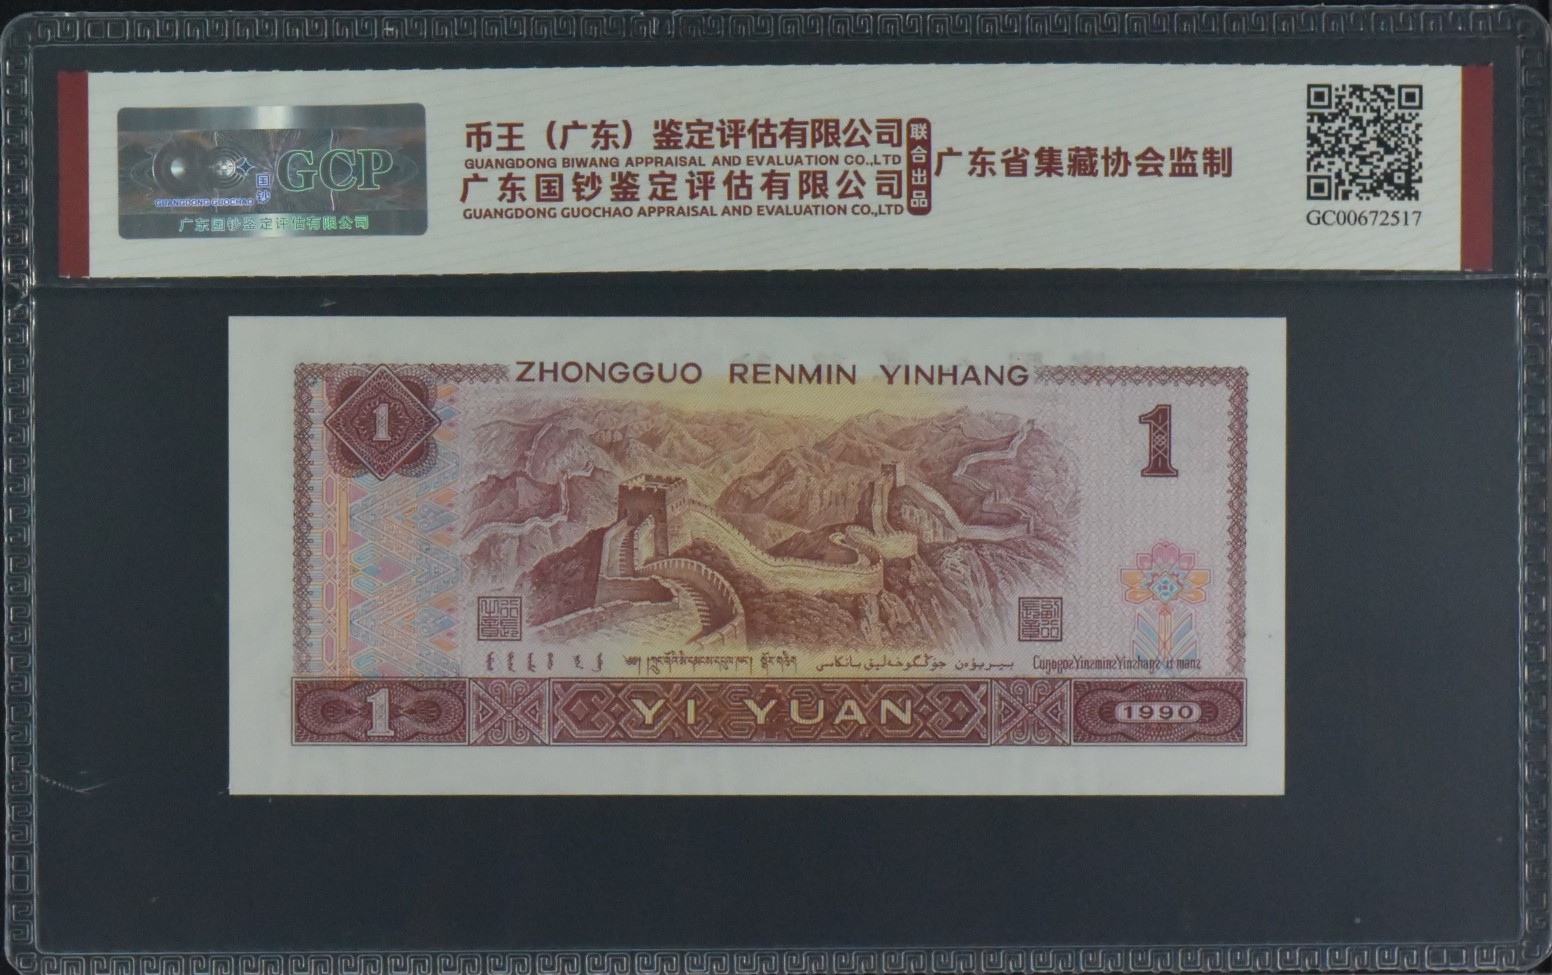 币王（广东）鉴定评估有限公司
GUANGDONG BIWANG APPRAISAL AND EVALUATION CO.,LTD
广东国钞鉴定评估有限公司
GUANGDONG GUOCHAO APPRAISAL AND EVALUATION CO.,LTD
联合出品
广东省集藏协会监制
GC00672517
GCP
国钞
GUANGDONG GUOCHAO
广东国钞鉴定评估有限公司
ZHONGGUO RENMIN YINHANG
1
1
Cungoƨ Yinzminƨ Yinzhangƨ it maenz
1
YI YUAN
1990